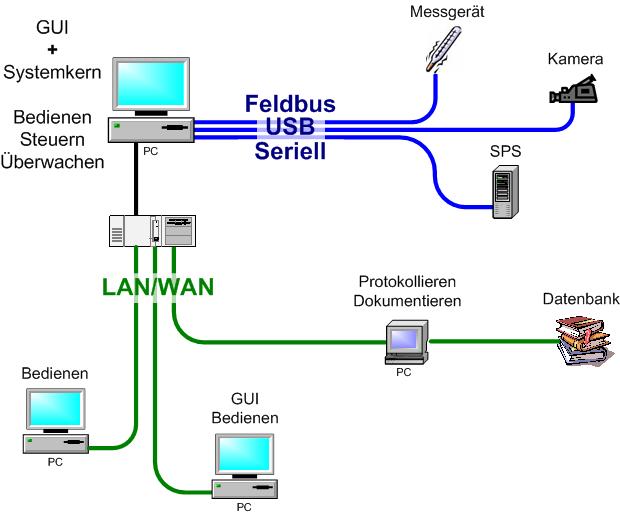 GUI
+
Systemkern
Bedienen
Steuern
Überwachen
PC
Feldbus
USB
Seriell
Messgerät
Kamera
SPS
LAN/WAN
Protokollieren
Dokumentieren
PC
Datenbank
Bedienen
PC
GUI
Bedienen
PC